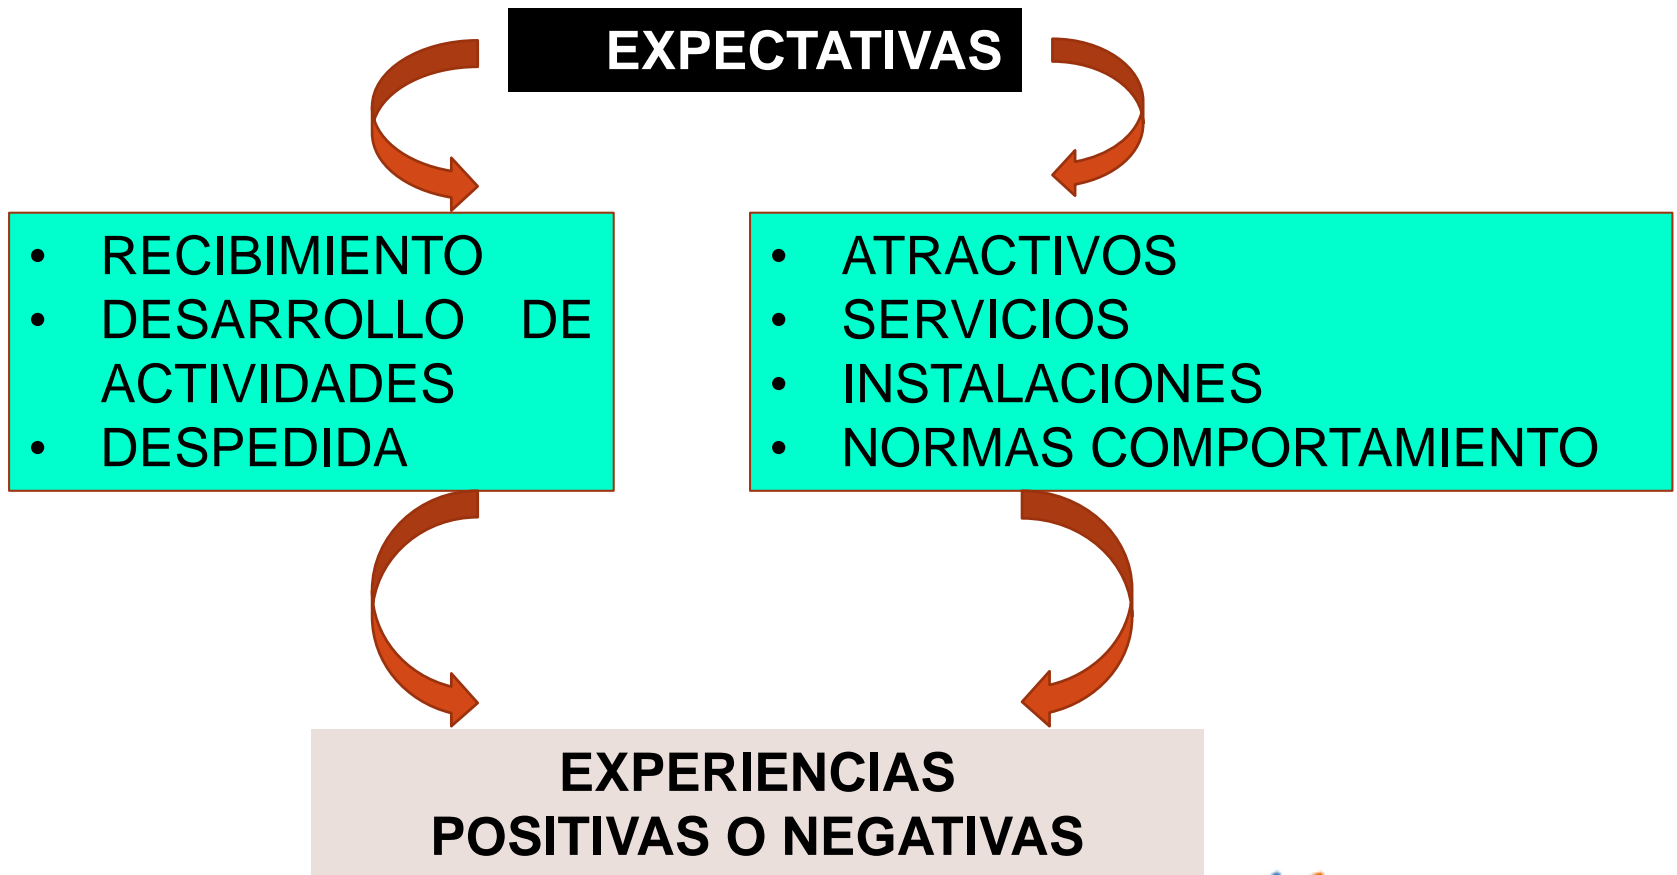 EXPECTATIVAS
• RECIBIMIENTO
• DESARROLLO DE
ACTIVIDADES
• DESPEDIDA
• ATRACTIVOS
• SERVICIOS
• INSTALACIONES
• NORMAS COMPORTAMIENTO
EXPERIENCIAS
POSITIVAS O NEGATIVAS